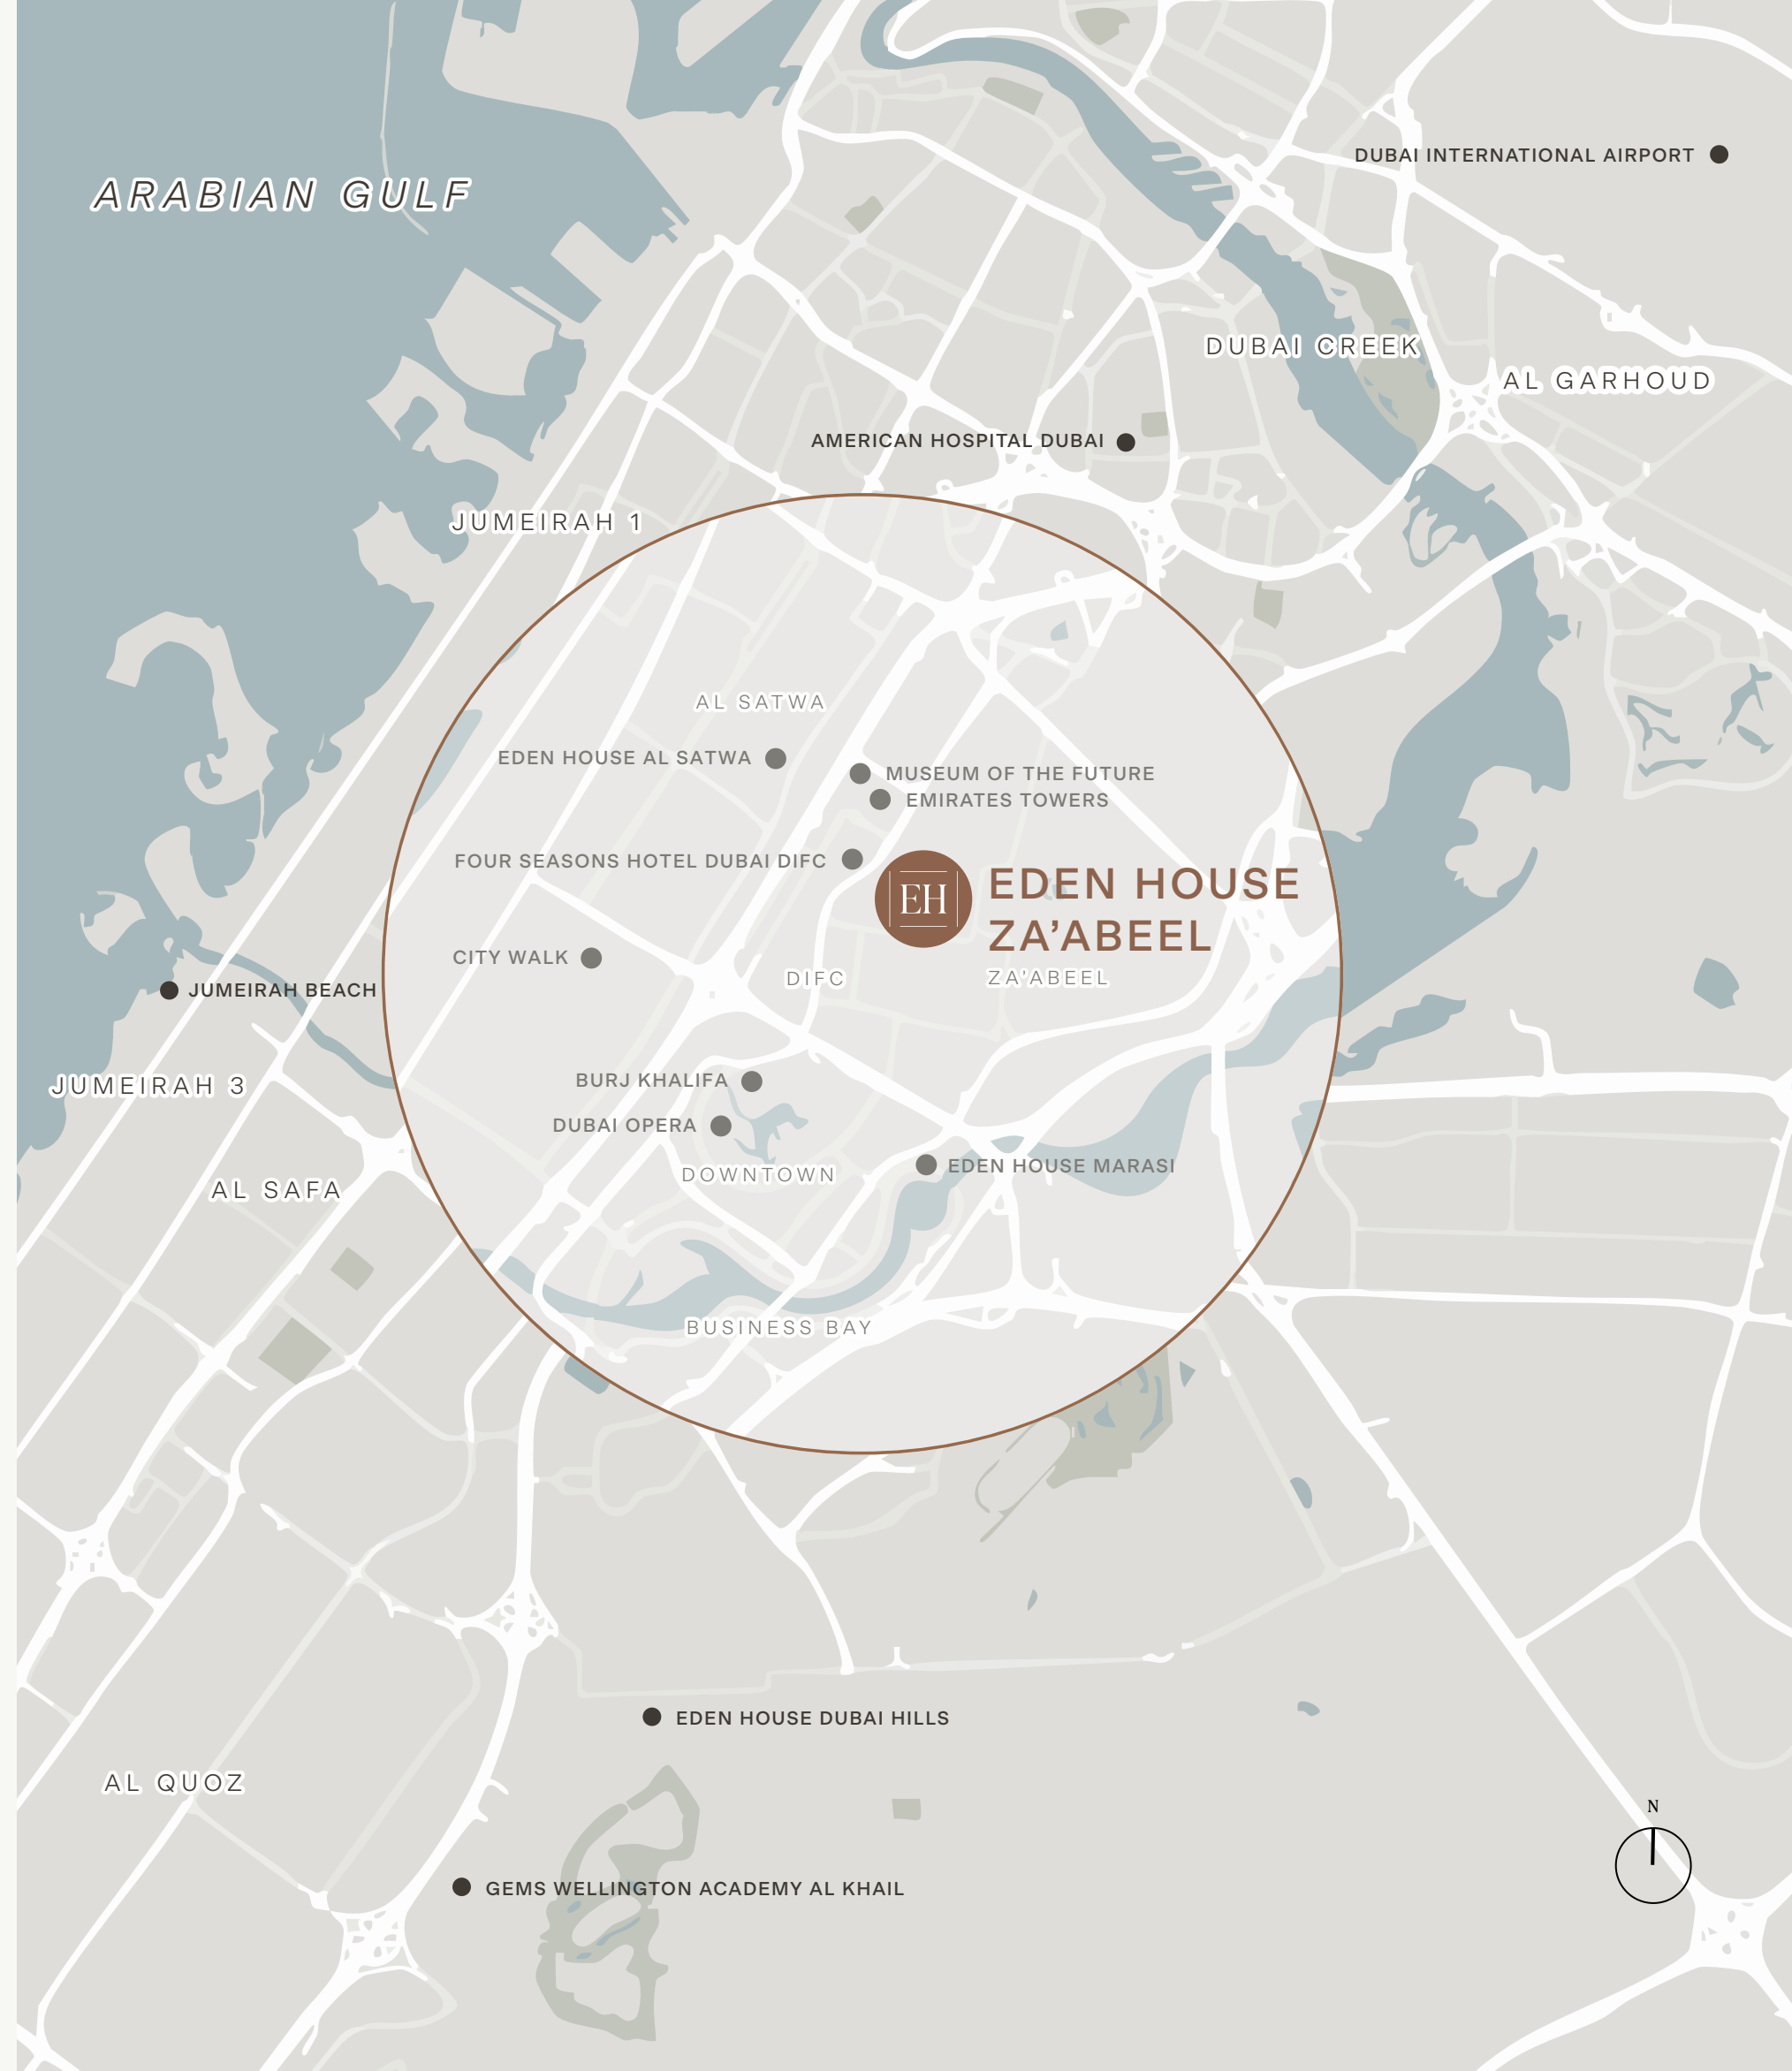 DUBAI INTERNATIONAL AIRPORT
ARABIAN GULF
DUBAI CREEK
AL GARHOUD
AMERICAN HOSPITAL DUBAI
JUMEIRAH 1
AL SATWA
EDEN HOUSE AL SATWA
MUSEUM OF THE FUTURE
EMIRATES TOWERS
FOUR SEASONS HOTEL DUBAI DIFC
EH
EDEN HOUSE
ZA’ABEEL
CITY WALK
DIFC
ZA’ABEEL
JUMEIRAH BEACH
BURJ KHALIFA
JUMEIRAH 3
DUBAI OPERA
EDEN HOUSE MARASI
DOWNTOWN
AL SAFA
BUSINESS BAY
EDEN HOUSE DUBAI HILLS
AL QUOZ
N
GEMS WELLINGTON ACADEMY AL KHAIL